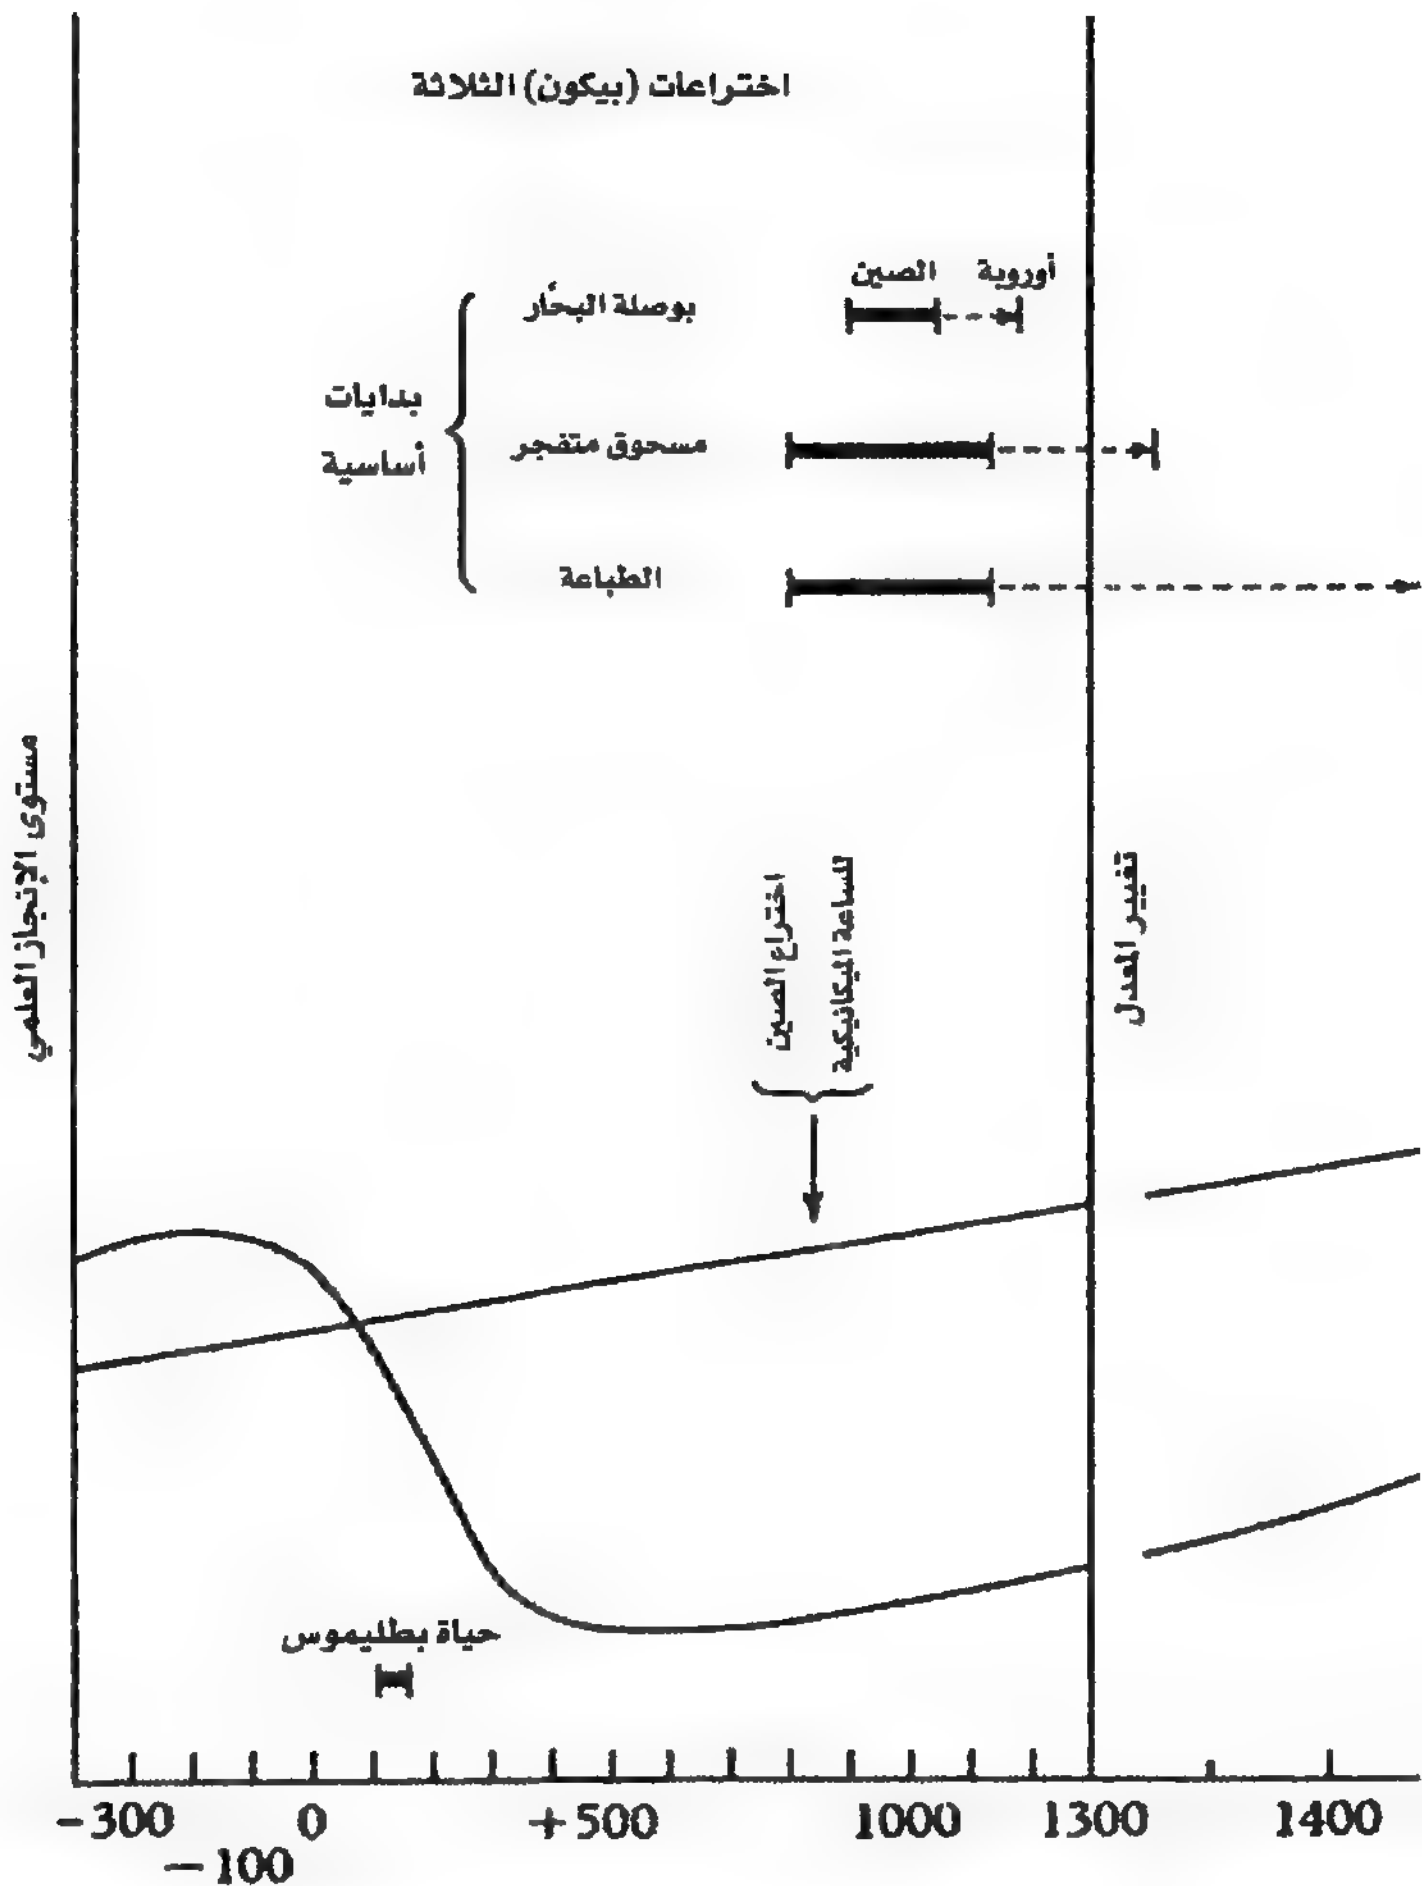 اختراعات (بيكون) الثلاثة
الصين أوروبة
بوصلة البحّار
بدايات
أساسية
مسحوق متفجر
الطباعة
مستوى الإنجاز العلمي
اختراع الصين
للساعة الميكانيكية
تغيير المعدل
حياة بطليموس
-300 0 +500 1000 1300 1400
-100